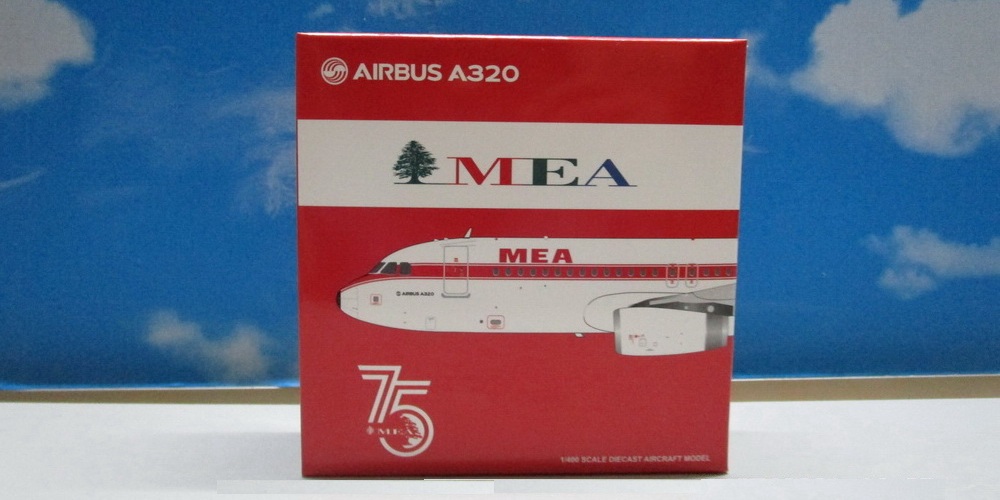 AIRBUS A320
MEA
MEA
AIRBUS A320
75
MEA
1/400 SCALE DIECAST AIRCRAFT MODEL